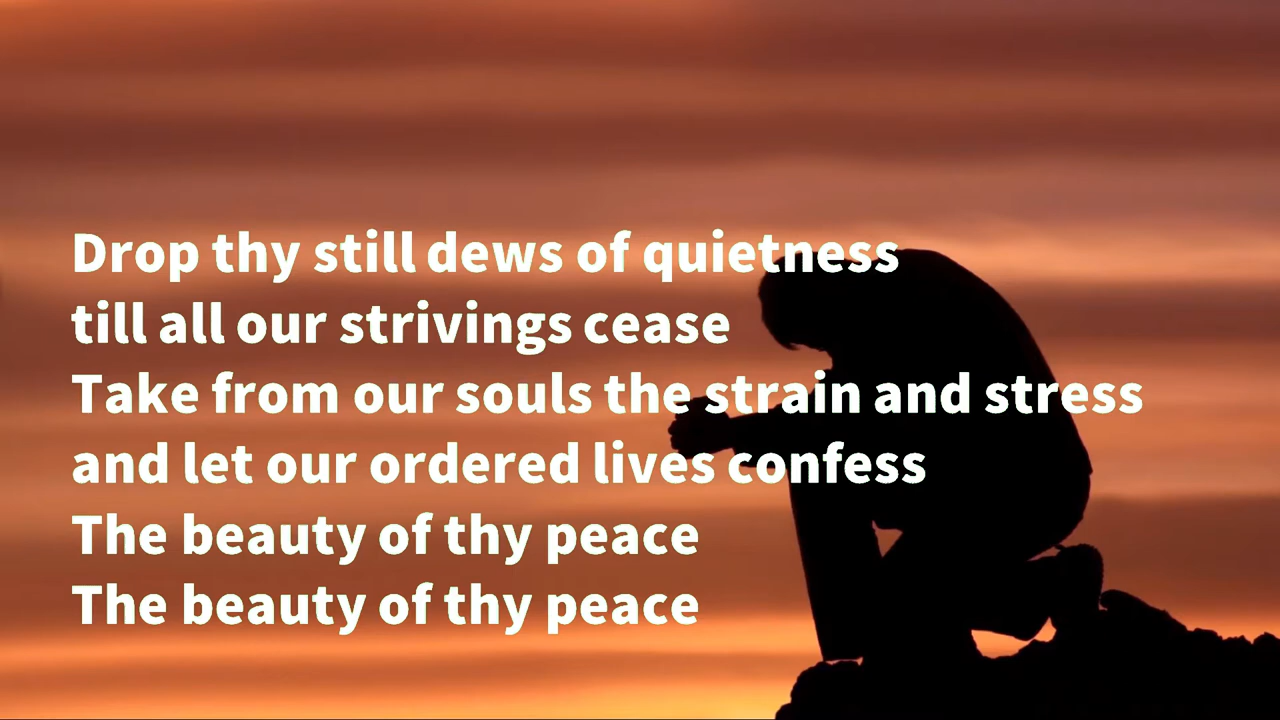 Drop thy still dews of quietness
till all our strivings cease
Take from our souls the strain and stress
and let our ordered lives confess
The beauty of thy peace
The beauty of thy peace